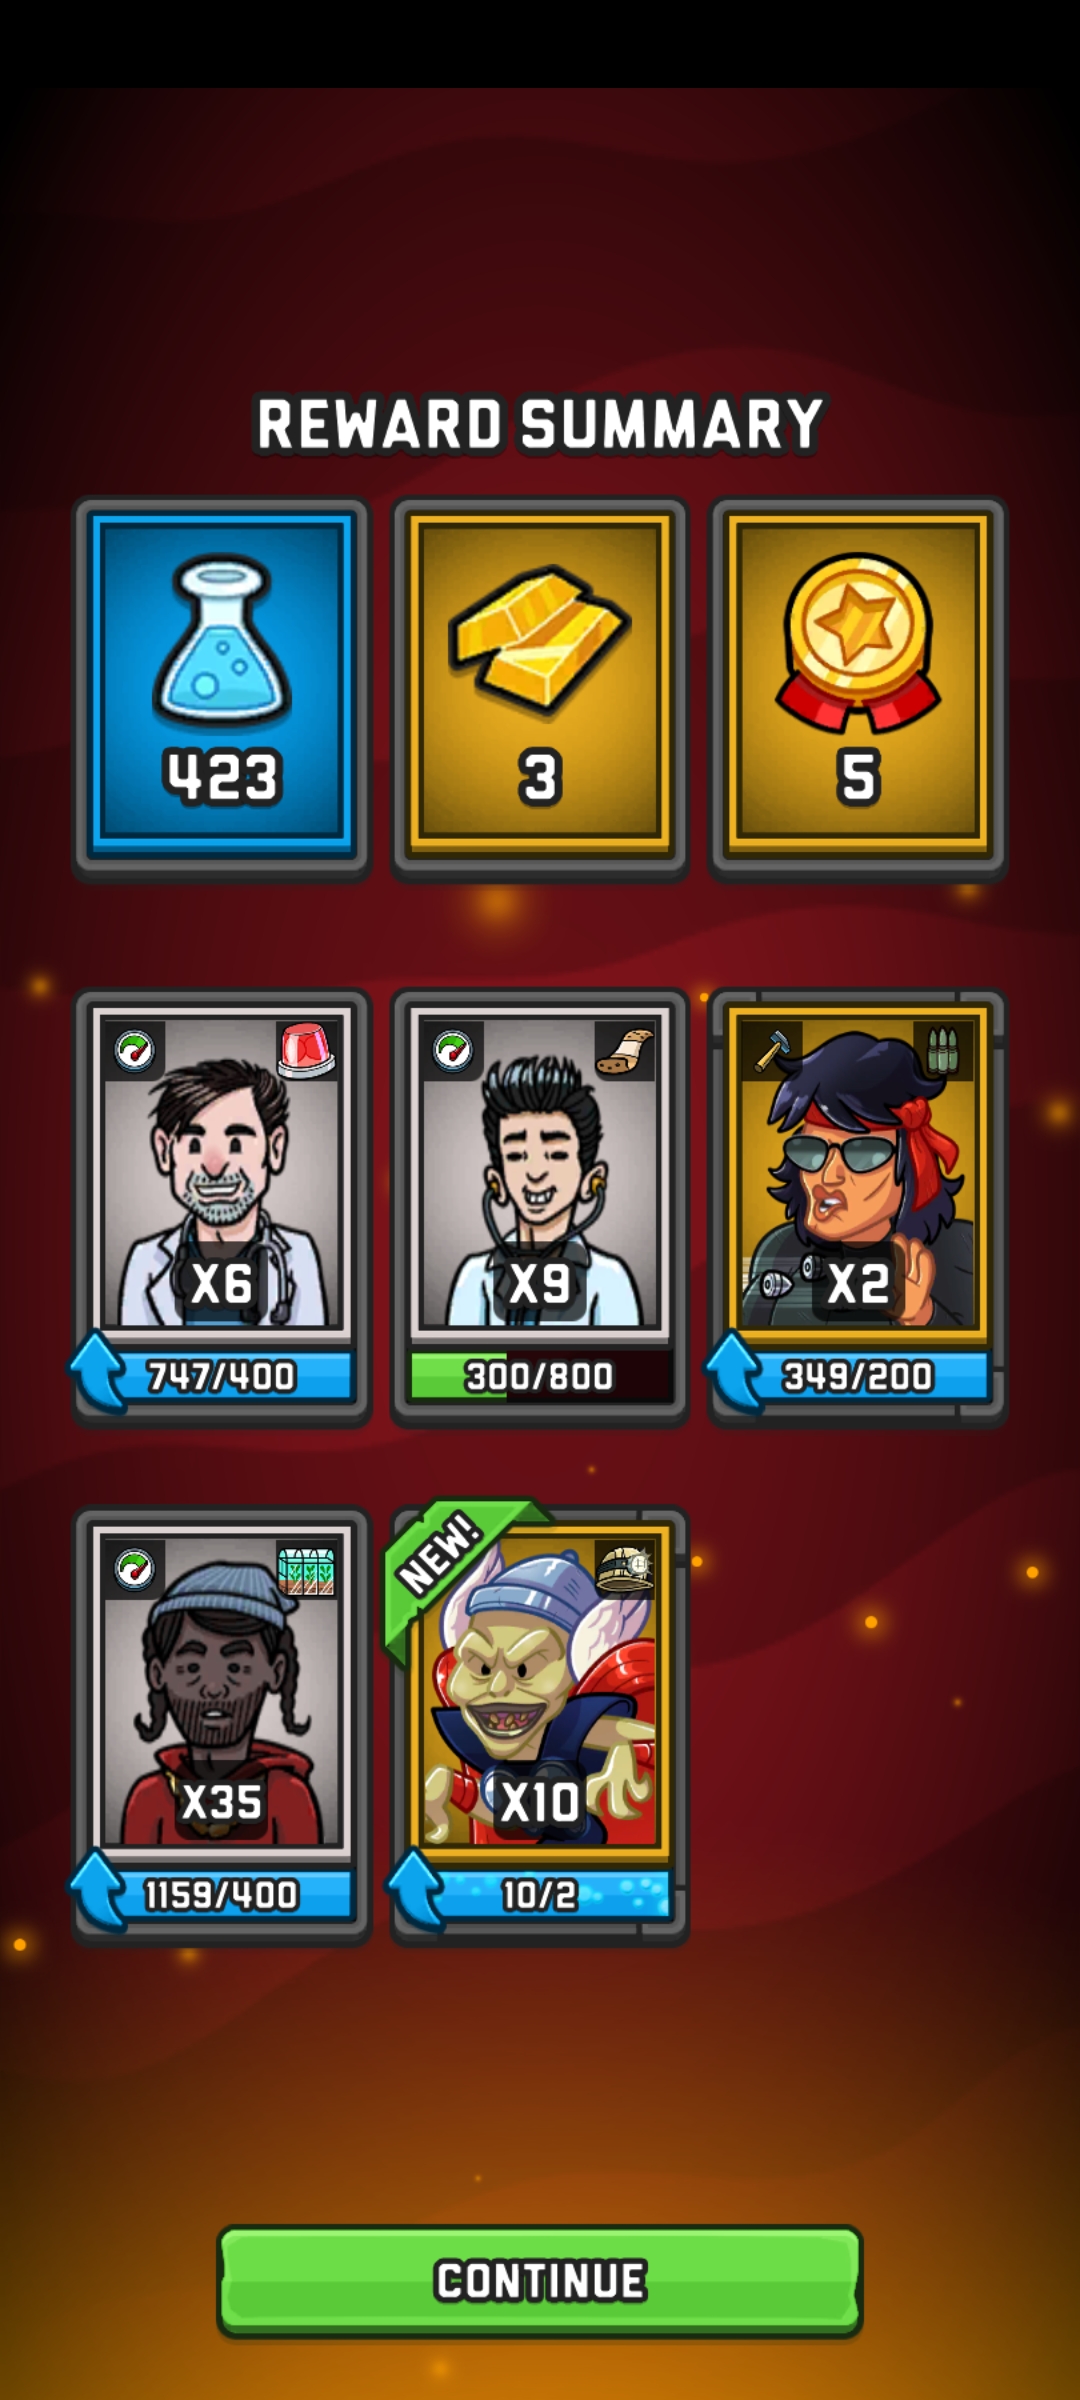 REWARD SUMMARY
423
3
5
X6
X9
X2
747/400
300/800
349/200
NEW!
X35
X10
1159/400
10/2
CONTINUE